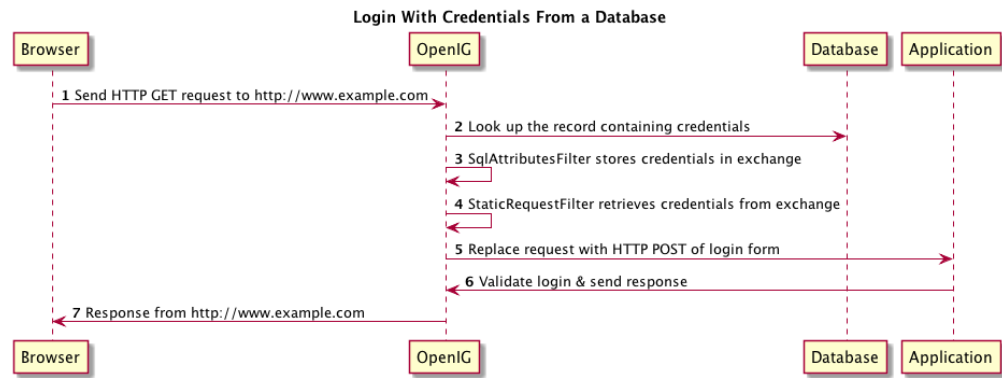 Login With Credentials From a Database
Browser OpenIG Database Application
1 Send HTTP GET request to http://www.example.com
2 Look up the record containing credentials
3 SqlAttributesFilter stores credentials in exchange
4 StaticRequestFilter retrieves credentials from exchange
5 Replace request with HTTP POST of login form
6 Validate login & send response
7 Response from http://www.example.com
Browser OpenIG Database Application